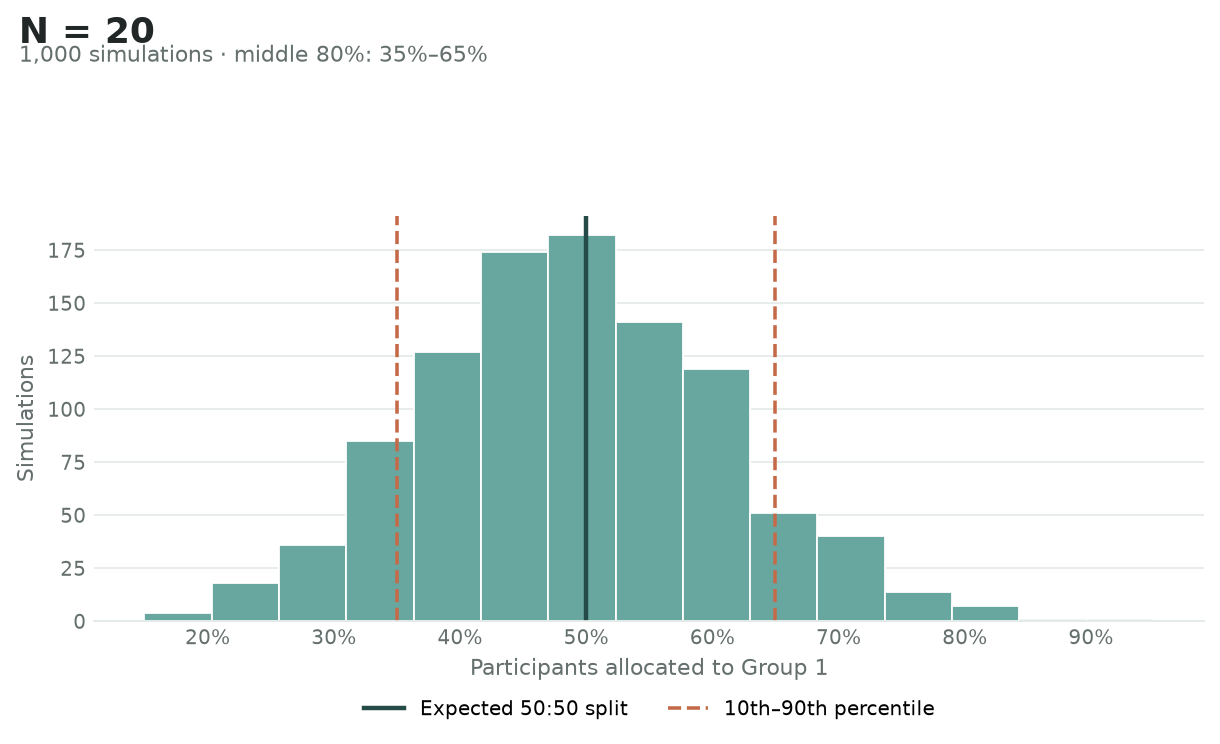 N = 20
1,000 simulations · middle 80%: 35%–65%
Simulations
175
150
125
100
75
50
25
0
20% 30% 40% 50% 60% 70% 80% 90%
Participants allocated to Group 1
Expected 50:50 split 10th–90th percentile